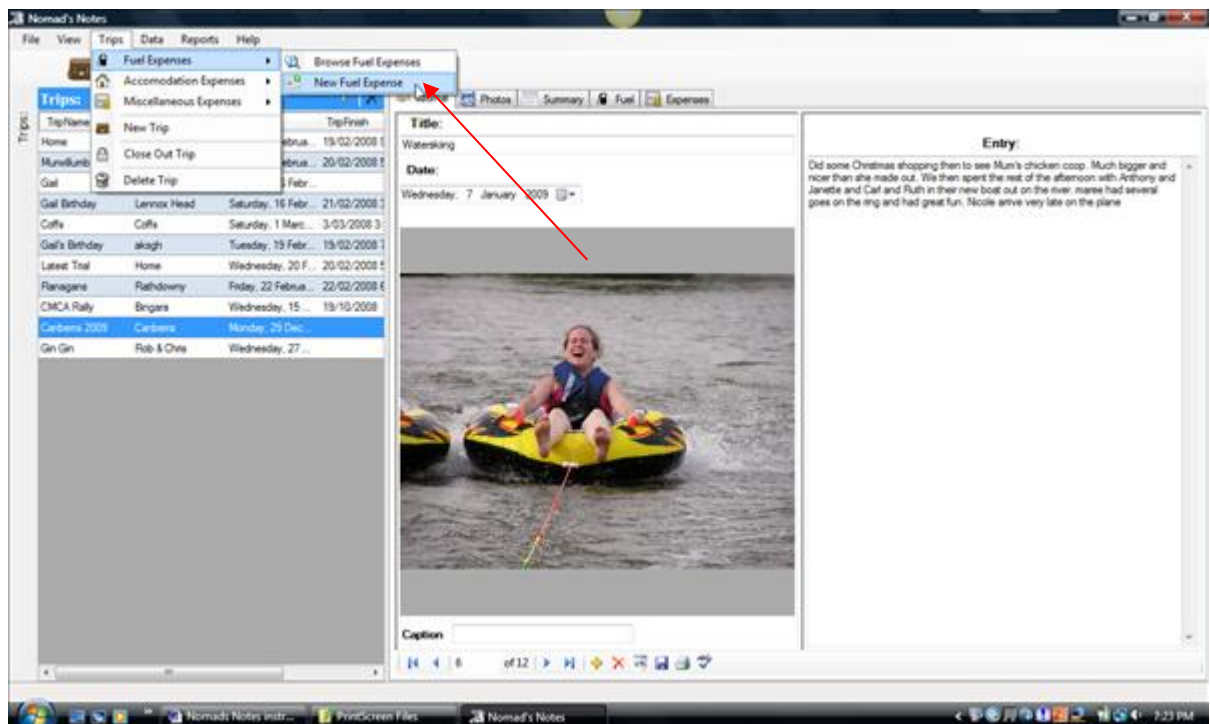 Nomad's Notes
File View Trips Data Reports Help
Fuel Expenses
Browse Fuel Expenses
Accomodation Expenses
New Fuel Expense
Miscellaneous Expenses
New Trip
Close Out Trip
Delete Trip
Trips:
Trips:
Photos Summary Fuel Expenses
TripName TripFinish
Home 19/02/2008
20/02/2008
Gail
Gail Birthday Lennox Head Saturday, 16 Febr... 21/02/2008
Coffs Coffs Saturday, 1 Marc... 3/03/2008 3
Gail's Birthday Tuesday, 19 Febr... 19/02/2008
Latest Trial Home Wednesday, 20 F... 20/02/2008
Flanagans Rathdowny Friday, 22 Februa... 22/02/2008
CMCA Rally Bingara Wednesday, 15 ... 19/10/2008
Canberra 2009 Canberra Monday, 29 Dec...
Gin Gin Rob & Chris Wednesday, 27 ...
Title:
Date:
Wednesday, 7 January 2009
Entry:
Did some Christmas shopping then to see Mum's chicken coop. Much bigger and
nicer than she made out. We then spent the rest of the afternoon with Anthony and
Janette and Carl and Ruth in their new boat out on the river. maree had several
goes on the ring and had great fun. Nicole arrive very late on the plane
Caption
6 of 12
Nomads Notes instr... PrintScreen Files Nomad's Notes 3:23 PM